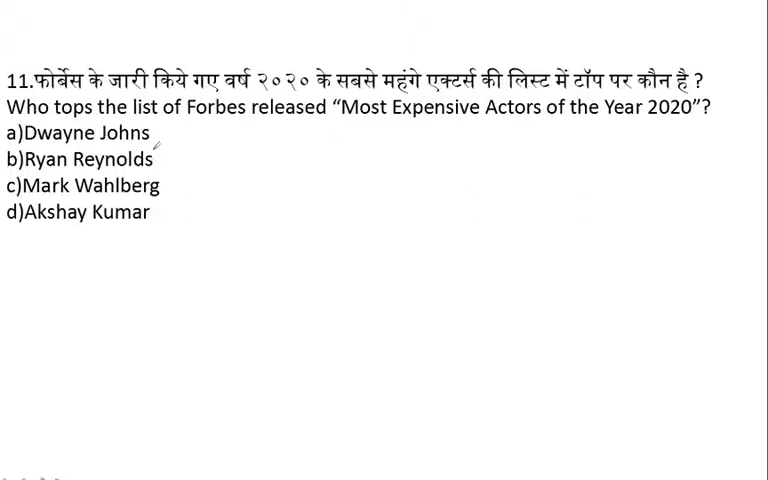 11.फोर्बेस के जारी किये गए वर्ष २०२० के सबसे महंगे एक्टर्स की लिस्ट में टॉप पर कौन है ?
Who tops the list of Forbes released “Most Expensive Actors of the Year 2020”?
a)Dwayne Johns
b)Ryan Reynolds
c)Mark Wahlberg
d)Akshay Kumar